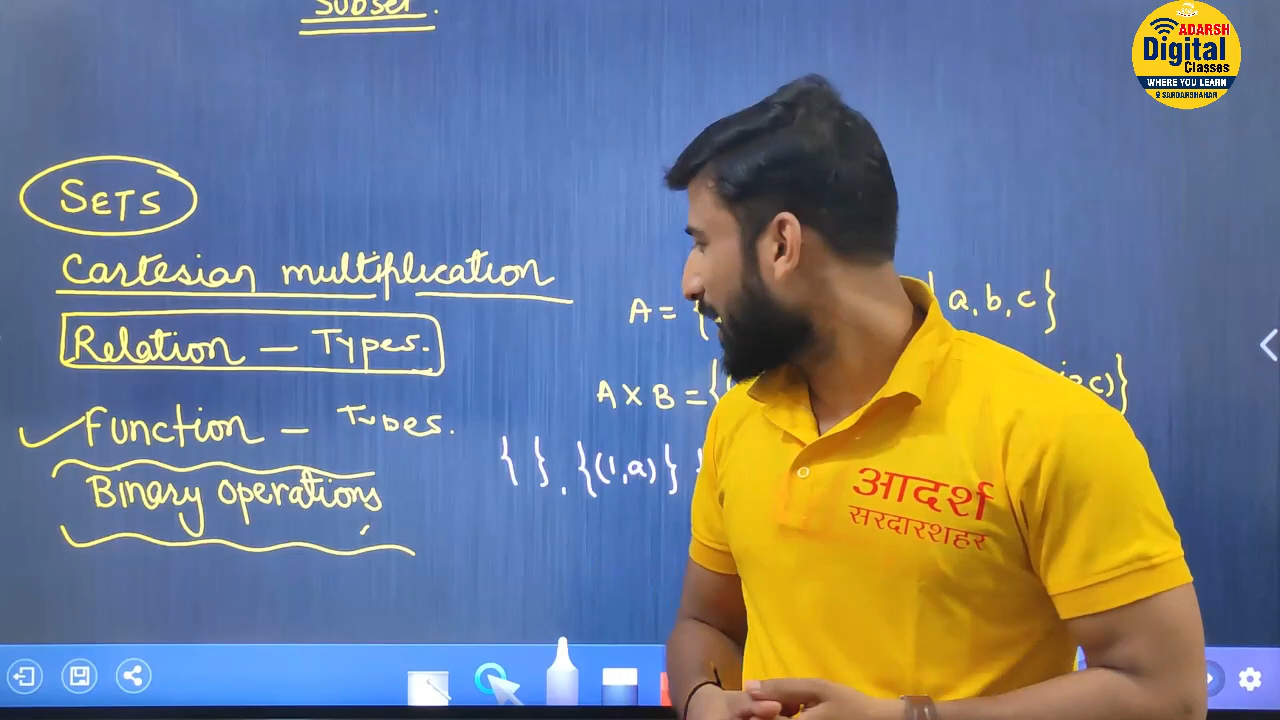 Subset.
ADARSH
Digital
Classes
WHERE YOU LEARN
SARDARSHAHAR
SETS
Cartesian multiplication
Relation – Types.
Function – Types.
Binary operations
A = { a, b, c }
A X B = { c) }
{ }, { (1, a) }
आदर्श
सरदारशहर